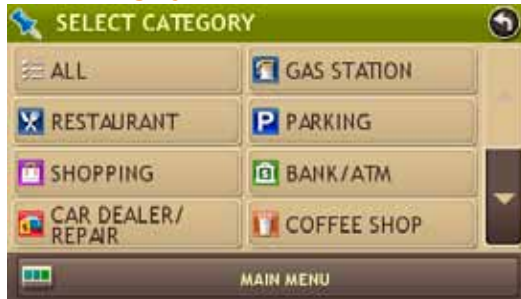 SELECT CATEGORY
ALL
GAS STATION
RESTAURANT
P PARKING
SHOPPING
BANK/ATM
CAR DEALER/
REPAIR
COFFEE SHOP
MAIN MENU